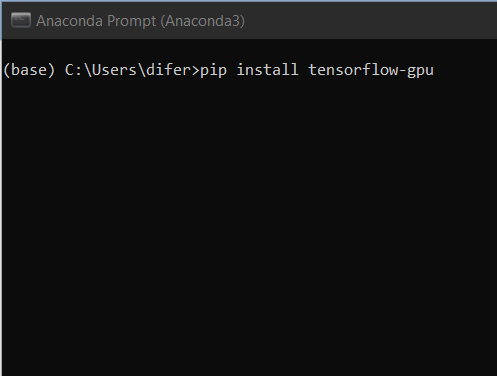 Anaconda Prompt (Anaconda3)
(base) C:\Users\difer>pip install tensorflow-gpu